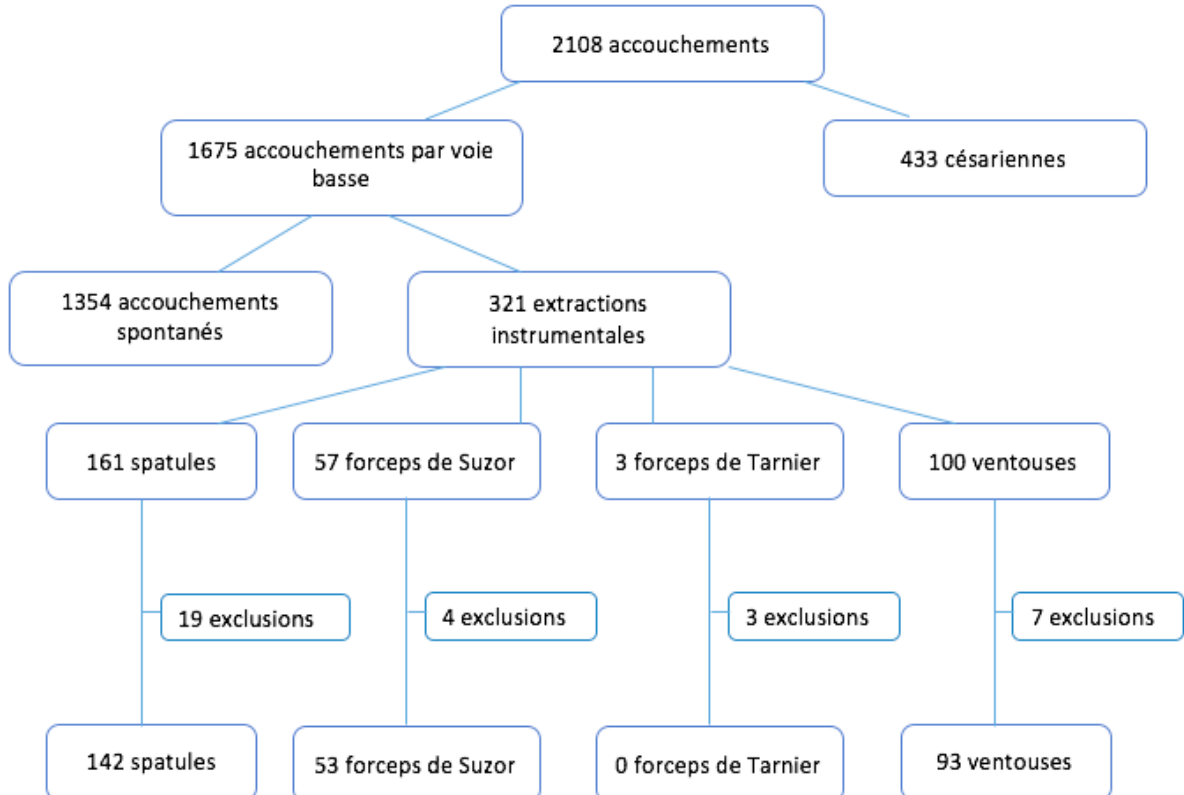 2108 accouchements
1675 accouchements par voie
basse
433 césariennes
1354 accouchements
spontanés
321 extractions
instrumentales
161 spatules
57 forceps de Suzor
3 forceps de Tarnier
100 ventouses
19 exclusions
4 exclusions
3 exclusions
7 exclusions
142 spatules
53 forceps de Suzor
0 forceps de Tarnier
93 ventouses